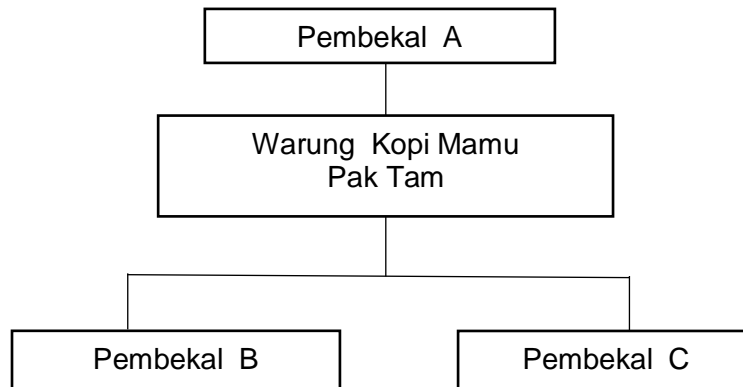 Pembekal A
Warung Kopi Mamu
Pak Tam
Pembekal B
Pembekal C